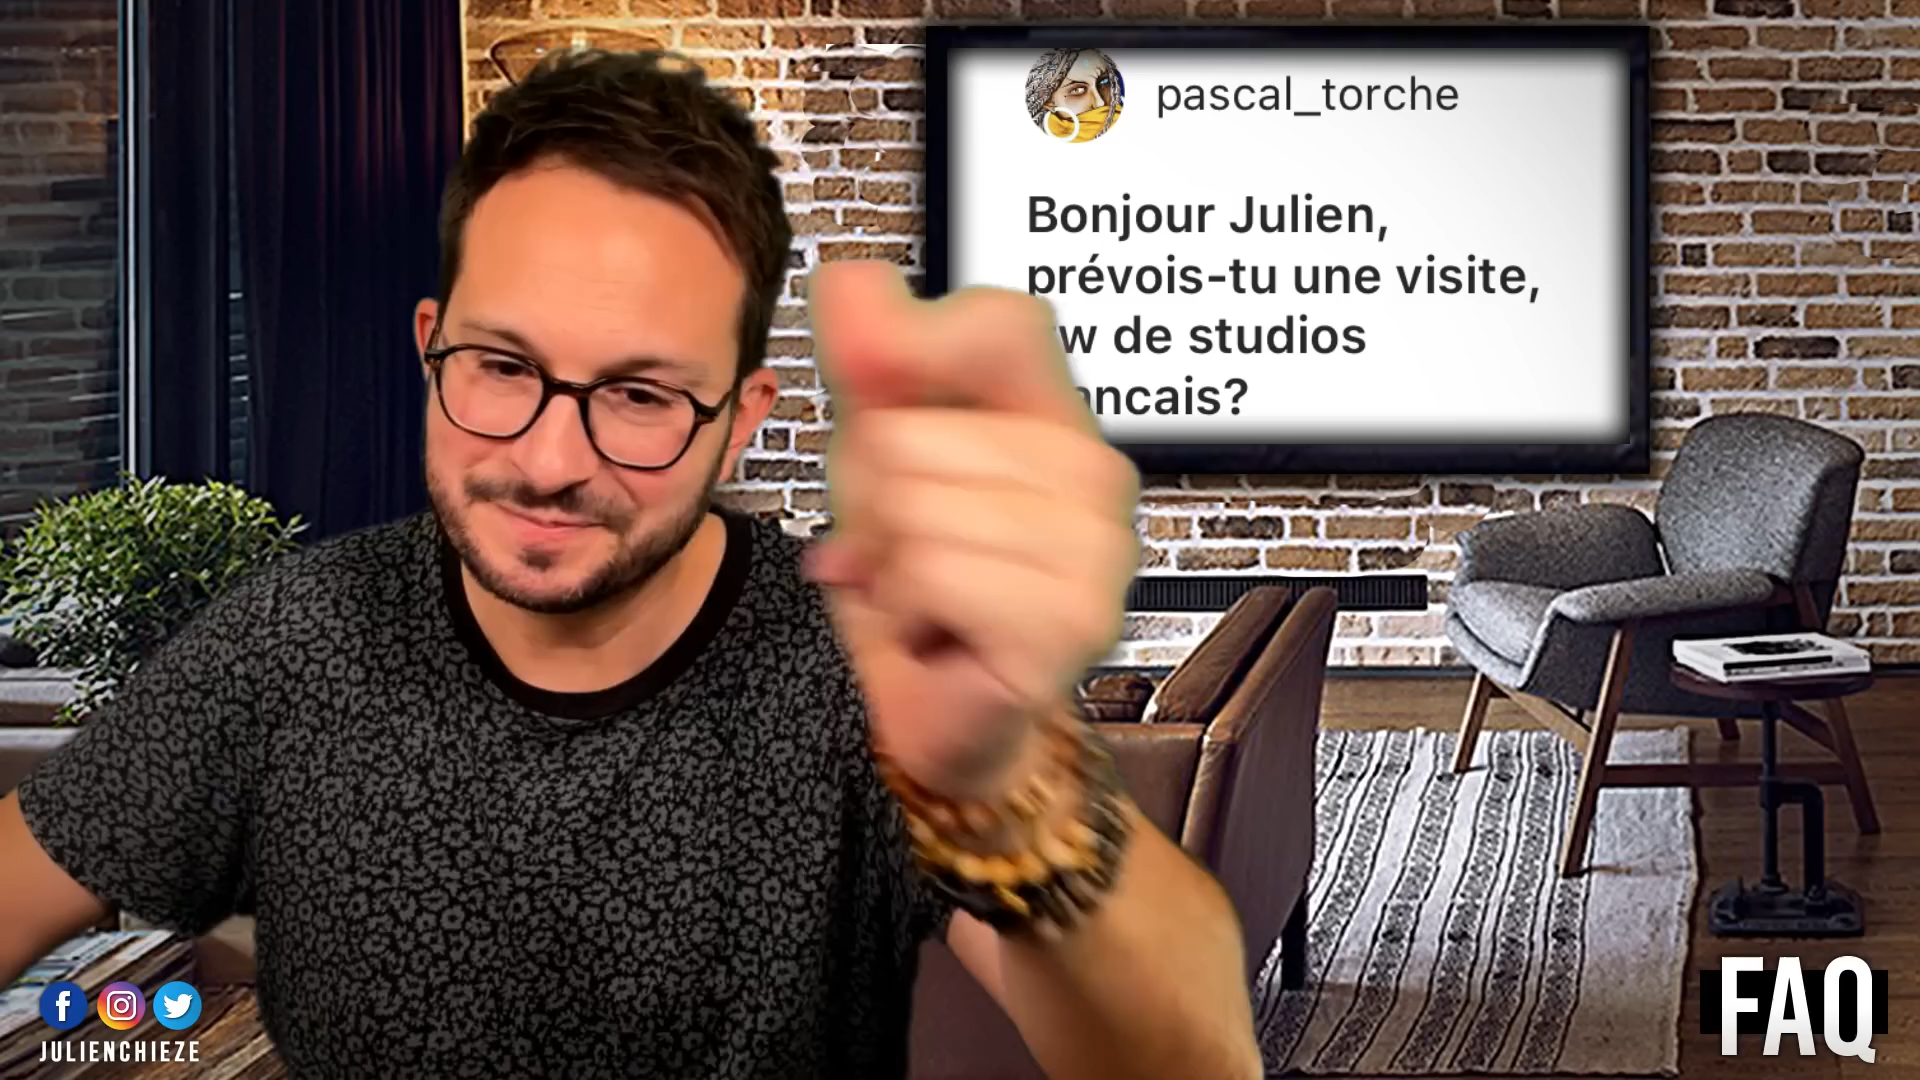 pascal_torche
Bonjour Julien,
prévois-tu une visite,
de studios
JULIENCHIEZE
FAQ